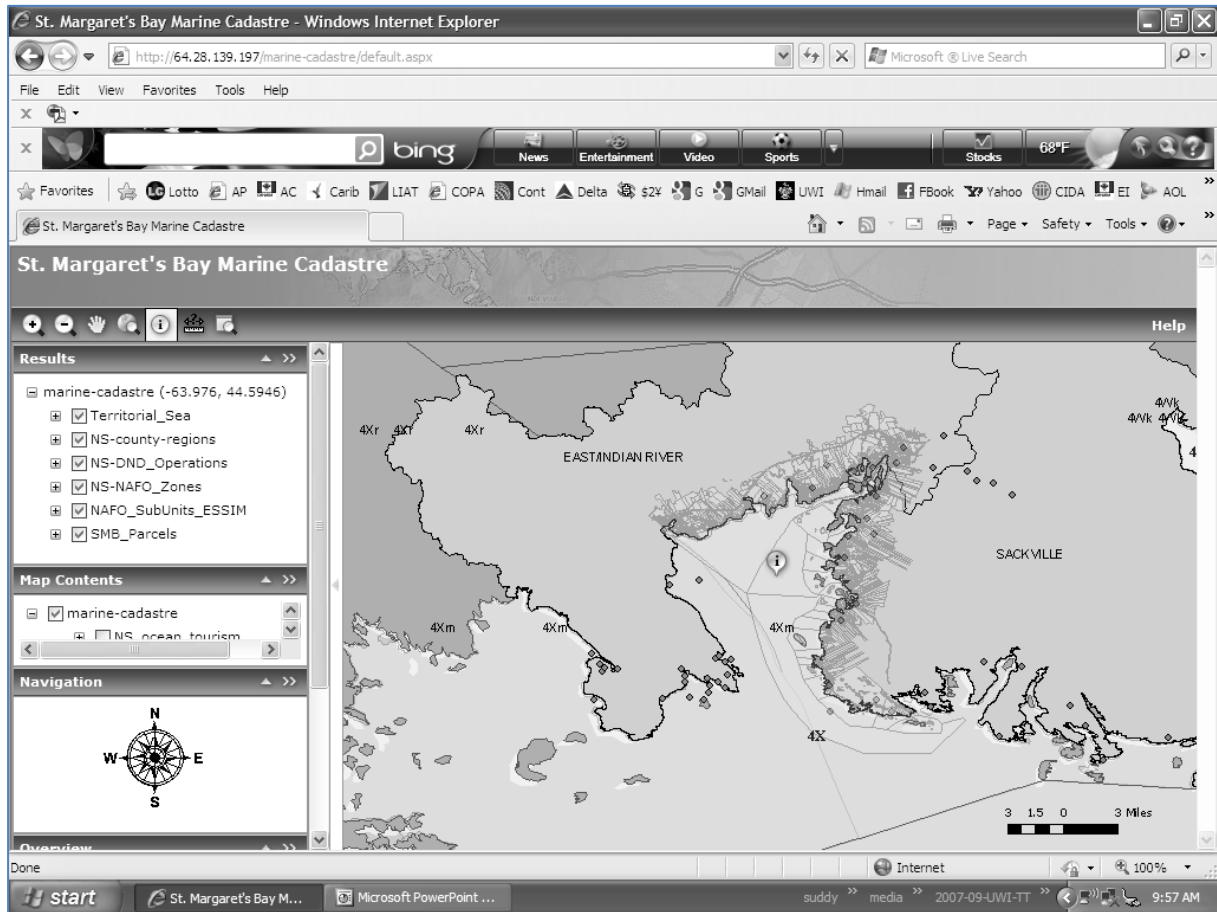 St. Margaret's Bay Marine Cadastre - Windows Internet Explorer
http://64.28.139.197/marine-cadastre/default.aspx
Microsoft ® Live Search
File Edit View Favorites Tools Help
bing News Entertainment Video Sports Stocks 68°F
Favorites Lotto AP AC Carib LIAT COPA Cont Delta $2¥ G GMail UWI Hmail FBook Yahoo CIDA EI AOL
St. Margaret's Bay Marine Cadastre Page Safety Tools
St. Margaret's Bay Marine Cadastre
Help
Results
marine-cadastre (-63.976, 44.5946)
Territorial_Sea
NS-county-regions
NS-DND_Operations
NS-NAFO_Zones
NAFO_SubUnits_ESSIM
SMB_Parcels
Map Contents
marine-cadastre
NS_ocean_tourism
Navigation
N
W E
S
Overview
4Xr 4Xr 4Xr
EAST/INDIAN RIVER
4Vk
4Vk 4Vk
4
SACKVILLE
4Xm 4Xm 4Xm
4X
3 1.5 0 3 Miles
Done Internet 100%
start St. Margaret's Bay M... Microsoft PowerPoint ... suddy media 2007-09-UWI-TT 9:57 AM